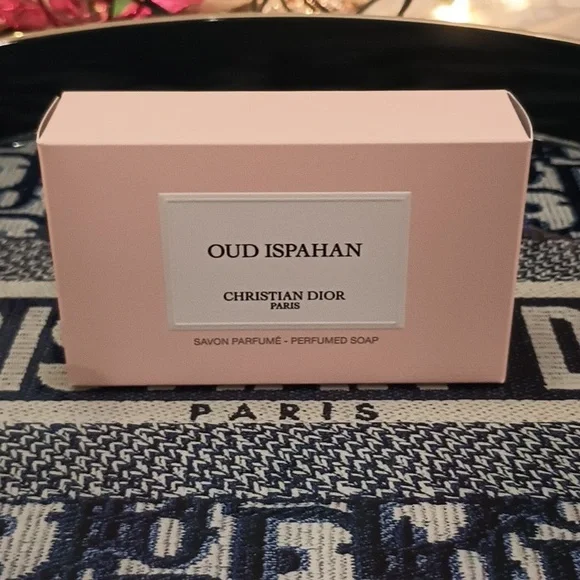 OUD ISPAHAN
CHRISTIAN DIOR
PARIS
SAVON PARFUMÉ - PERFUMED SOAP
PARIS